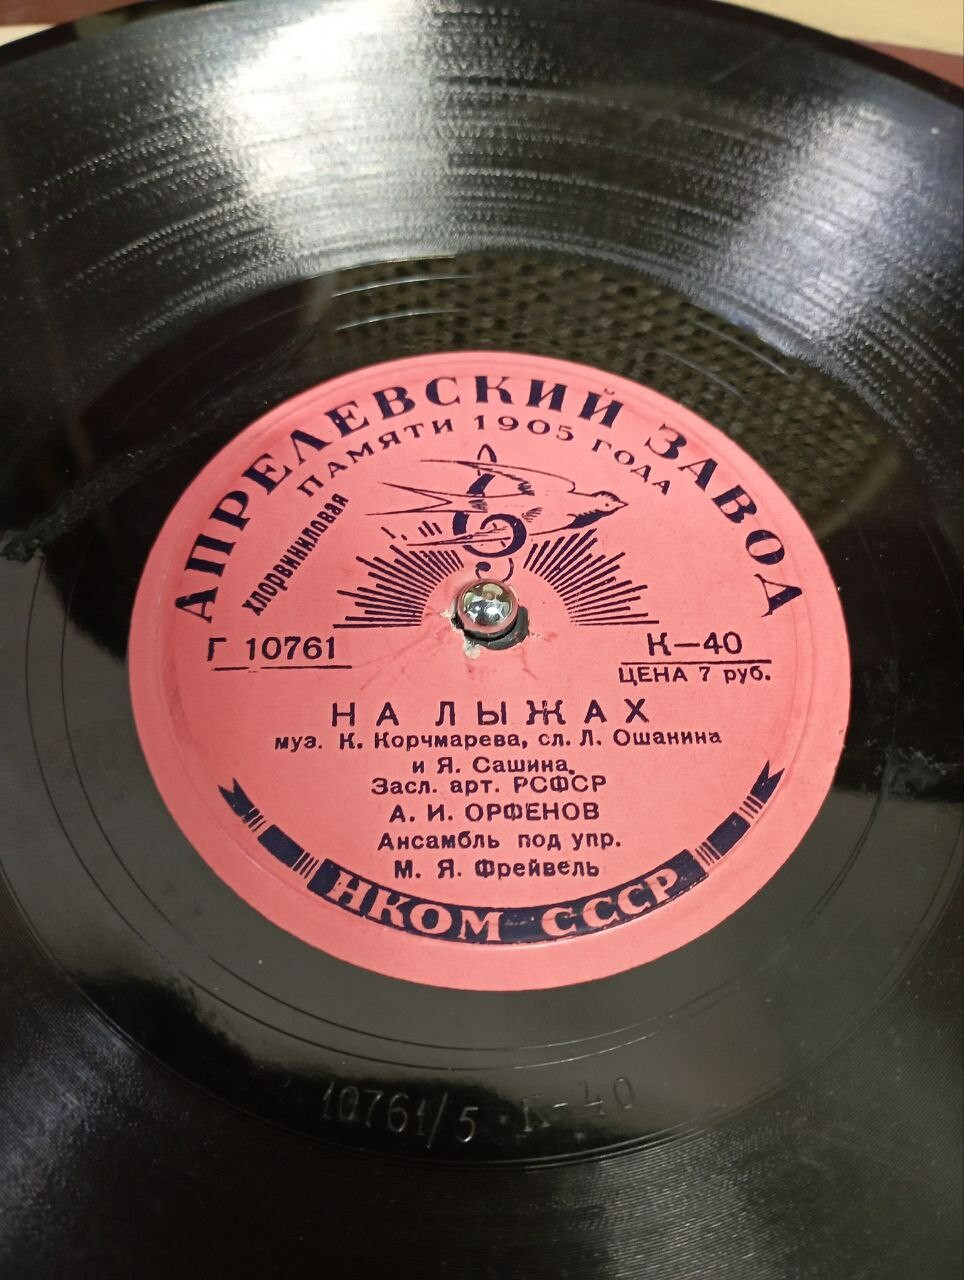 АПРЕЛЕВСКИЙ ЗАВОД
ПАМЯТИ 1905 ГОДА
хлорвиниловая
Г 10761
К—40
ЦЕНА 7 руб.
НА ЛЫЖАХ
муз. К. Корчмарева, сл. Л. Ошанина
и Я. Сашина.
Засл. арт. РСФСР
А. И. ОРФЕНОВ
Ансамбль под упр.
М. Я. Фрейвель
НКОМ СССР
10761/5 К-40